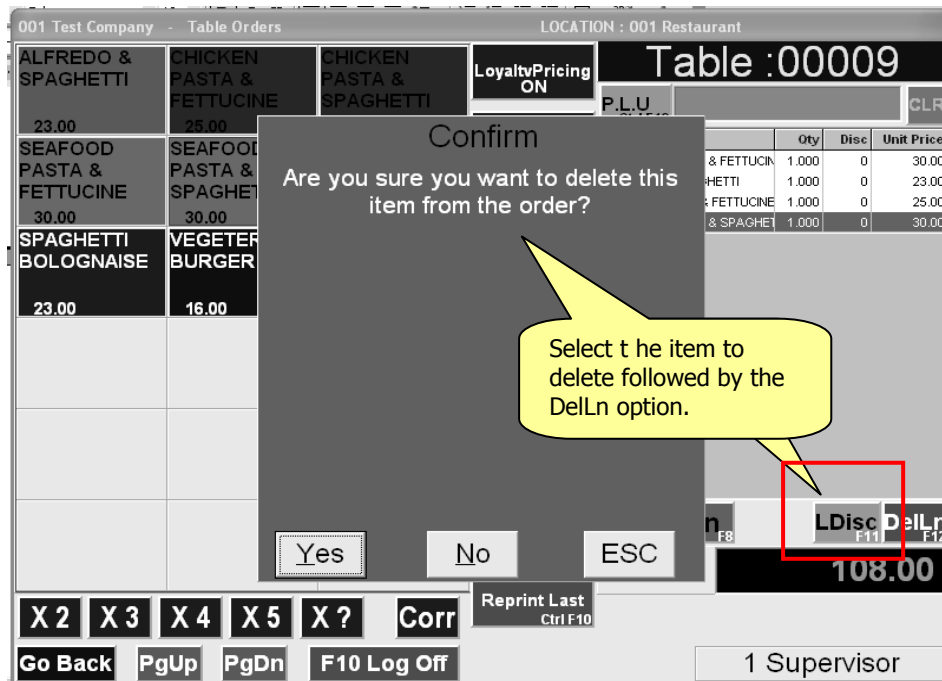 001 Test Company - Table Orders LOCATION : 001 Restaurant
ALFREDO &
SPAGHETTI
23.00
CHICKEN
PASTA &
FETTUCINE
25.00
CHICKEN
PASTA &
SPAGHETTI
LoyaltyPricing
ON
Table :00009
P.L.U
CLR
SEAFOOD
PASTA &
FETTUCINE
30.00
SEAFOOD
PASTA &
SPAGHET
30.00
SPAGHETTI
BOLOGNAISE
23.00
VEGETER
BURGER
16.00
Confirm
Are you sure you want to delete this
item from the order?
Yes No ESC
Qty Disc Unit Price
& FETTUCIN 1.000 0 30.00
HETTI 1.000 0 23.00
& FETTUCINE 1.000 0 25.00
& SPAGHET 1.000 0 30.00
Select t he item to
delete followed by the
DelLn option.
n F8 LDisc F11 DelLn F12
108.00
Reprint Last
Ctrl F10
X 2 X 3 X 4 X 5 X ? Corr
Go Back PgUp PgDn F10 Log Off 1 Supervisor